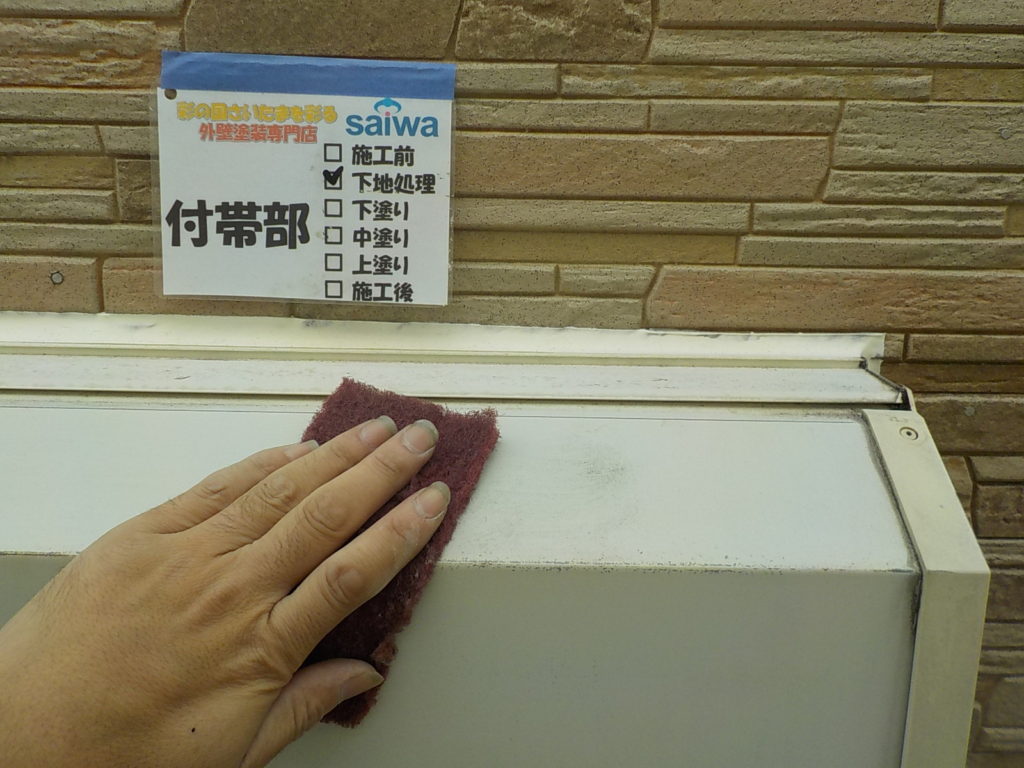 彩の国さいたまを彩る
外壁塗装専門店
saiwa
付帯部
□ 施工前
☑ 下地処理
□ 下塗り
□ 中塗り
□ 上塗り
□ 施工後